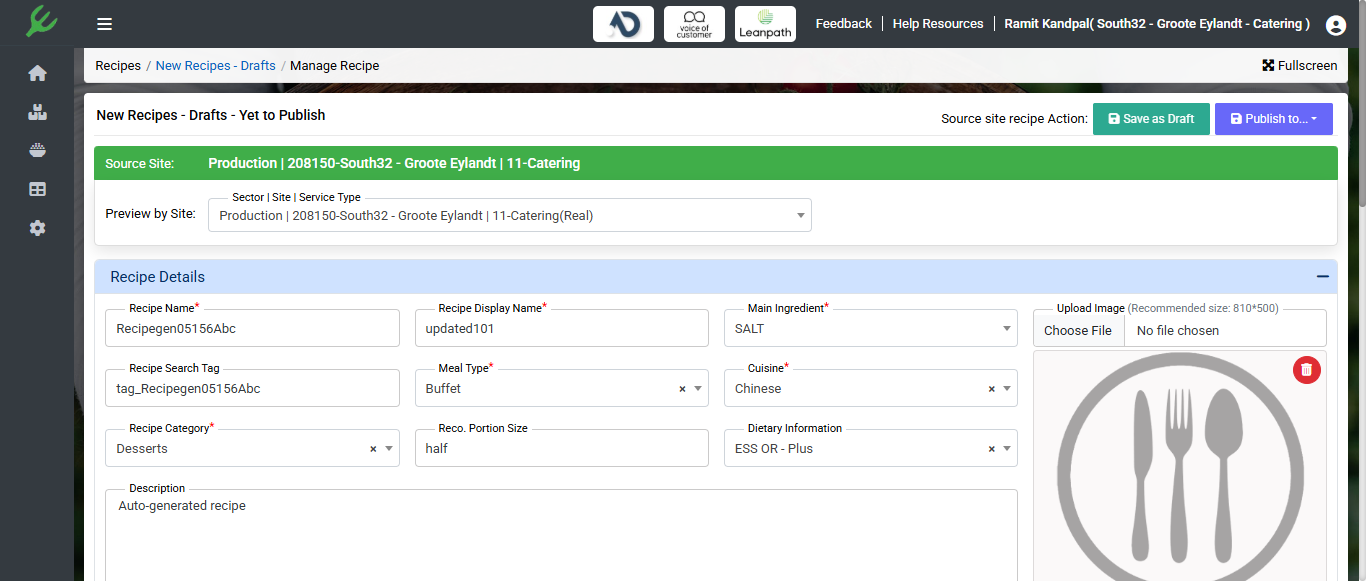 voice of customer
Leanpath
Feedback
Help Resources
Ramit Kandpal( South32 - Groote Eylandt - Catering )
Recipes / New Recipes - Drafts / Manage Recipe
Fullscreen
New Recipes - Drafts - Yet to Publish
Source site recipe Action:
Save as Draft
Publish to...
Source Site:
Production | 208150-South32 - Groote Eylandt | 11-Catering
Preview by Site:
Sector | Site | Service Type
Production | 208150-South32 - Groote Eylandt | 11-Catering(Real)
Recipe Details
Recipe Name*
Recipegen05156Abc
Recipe Display Name*
updated101
Main Ingredient*
SALT
Upload Image (Recommended size: 810*500)
Choose File
No file chosen
Recipe Search Tag
tag_Recipegen05156Abc
Meal Type*
Buffet ×
Cuisine*
Chinese ×
Recipe Category*
Desserts ×
Reco. Portion Size
half
Dietary Information
ESS OR - Plus ×
Description
Auto-generated recipe